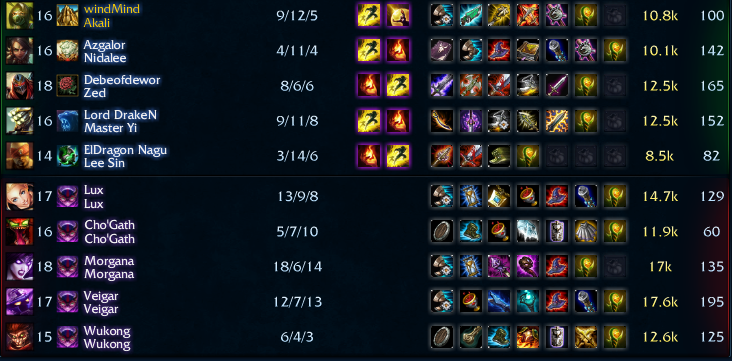 16 windMind 9/12/5 10.8k 100
Akali
16 Azgalor 4/11/4 10.1k 142
Nidalee
18 Debeofdewor 8/6/6 12.5k 165
Zed
16 Lord DrakeN 9/11/8 12.5k 152
Master Yi
14 ElDragon Nagu 3/14/6 8.5k 82
Lee Sin
17 Lux 13/9/8 14.7k 129
Lux
16 Cho'Gath 5/7/10 11.9k 60
Cho'Gath
18 Morgana 18/6/14 17k 135
Morgana
17 Veigar 12/7/13 17.6k 195
Veigar
15 Wukong 6/4/3 12.6k 125
Wukong